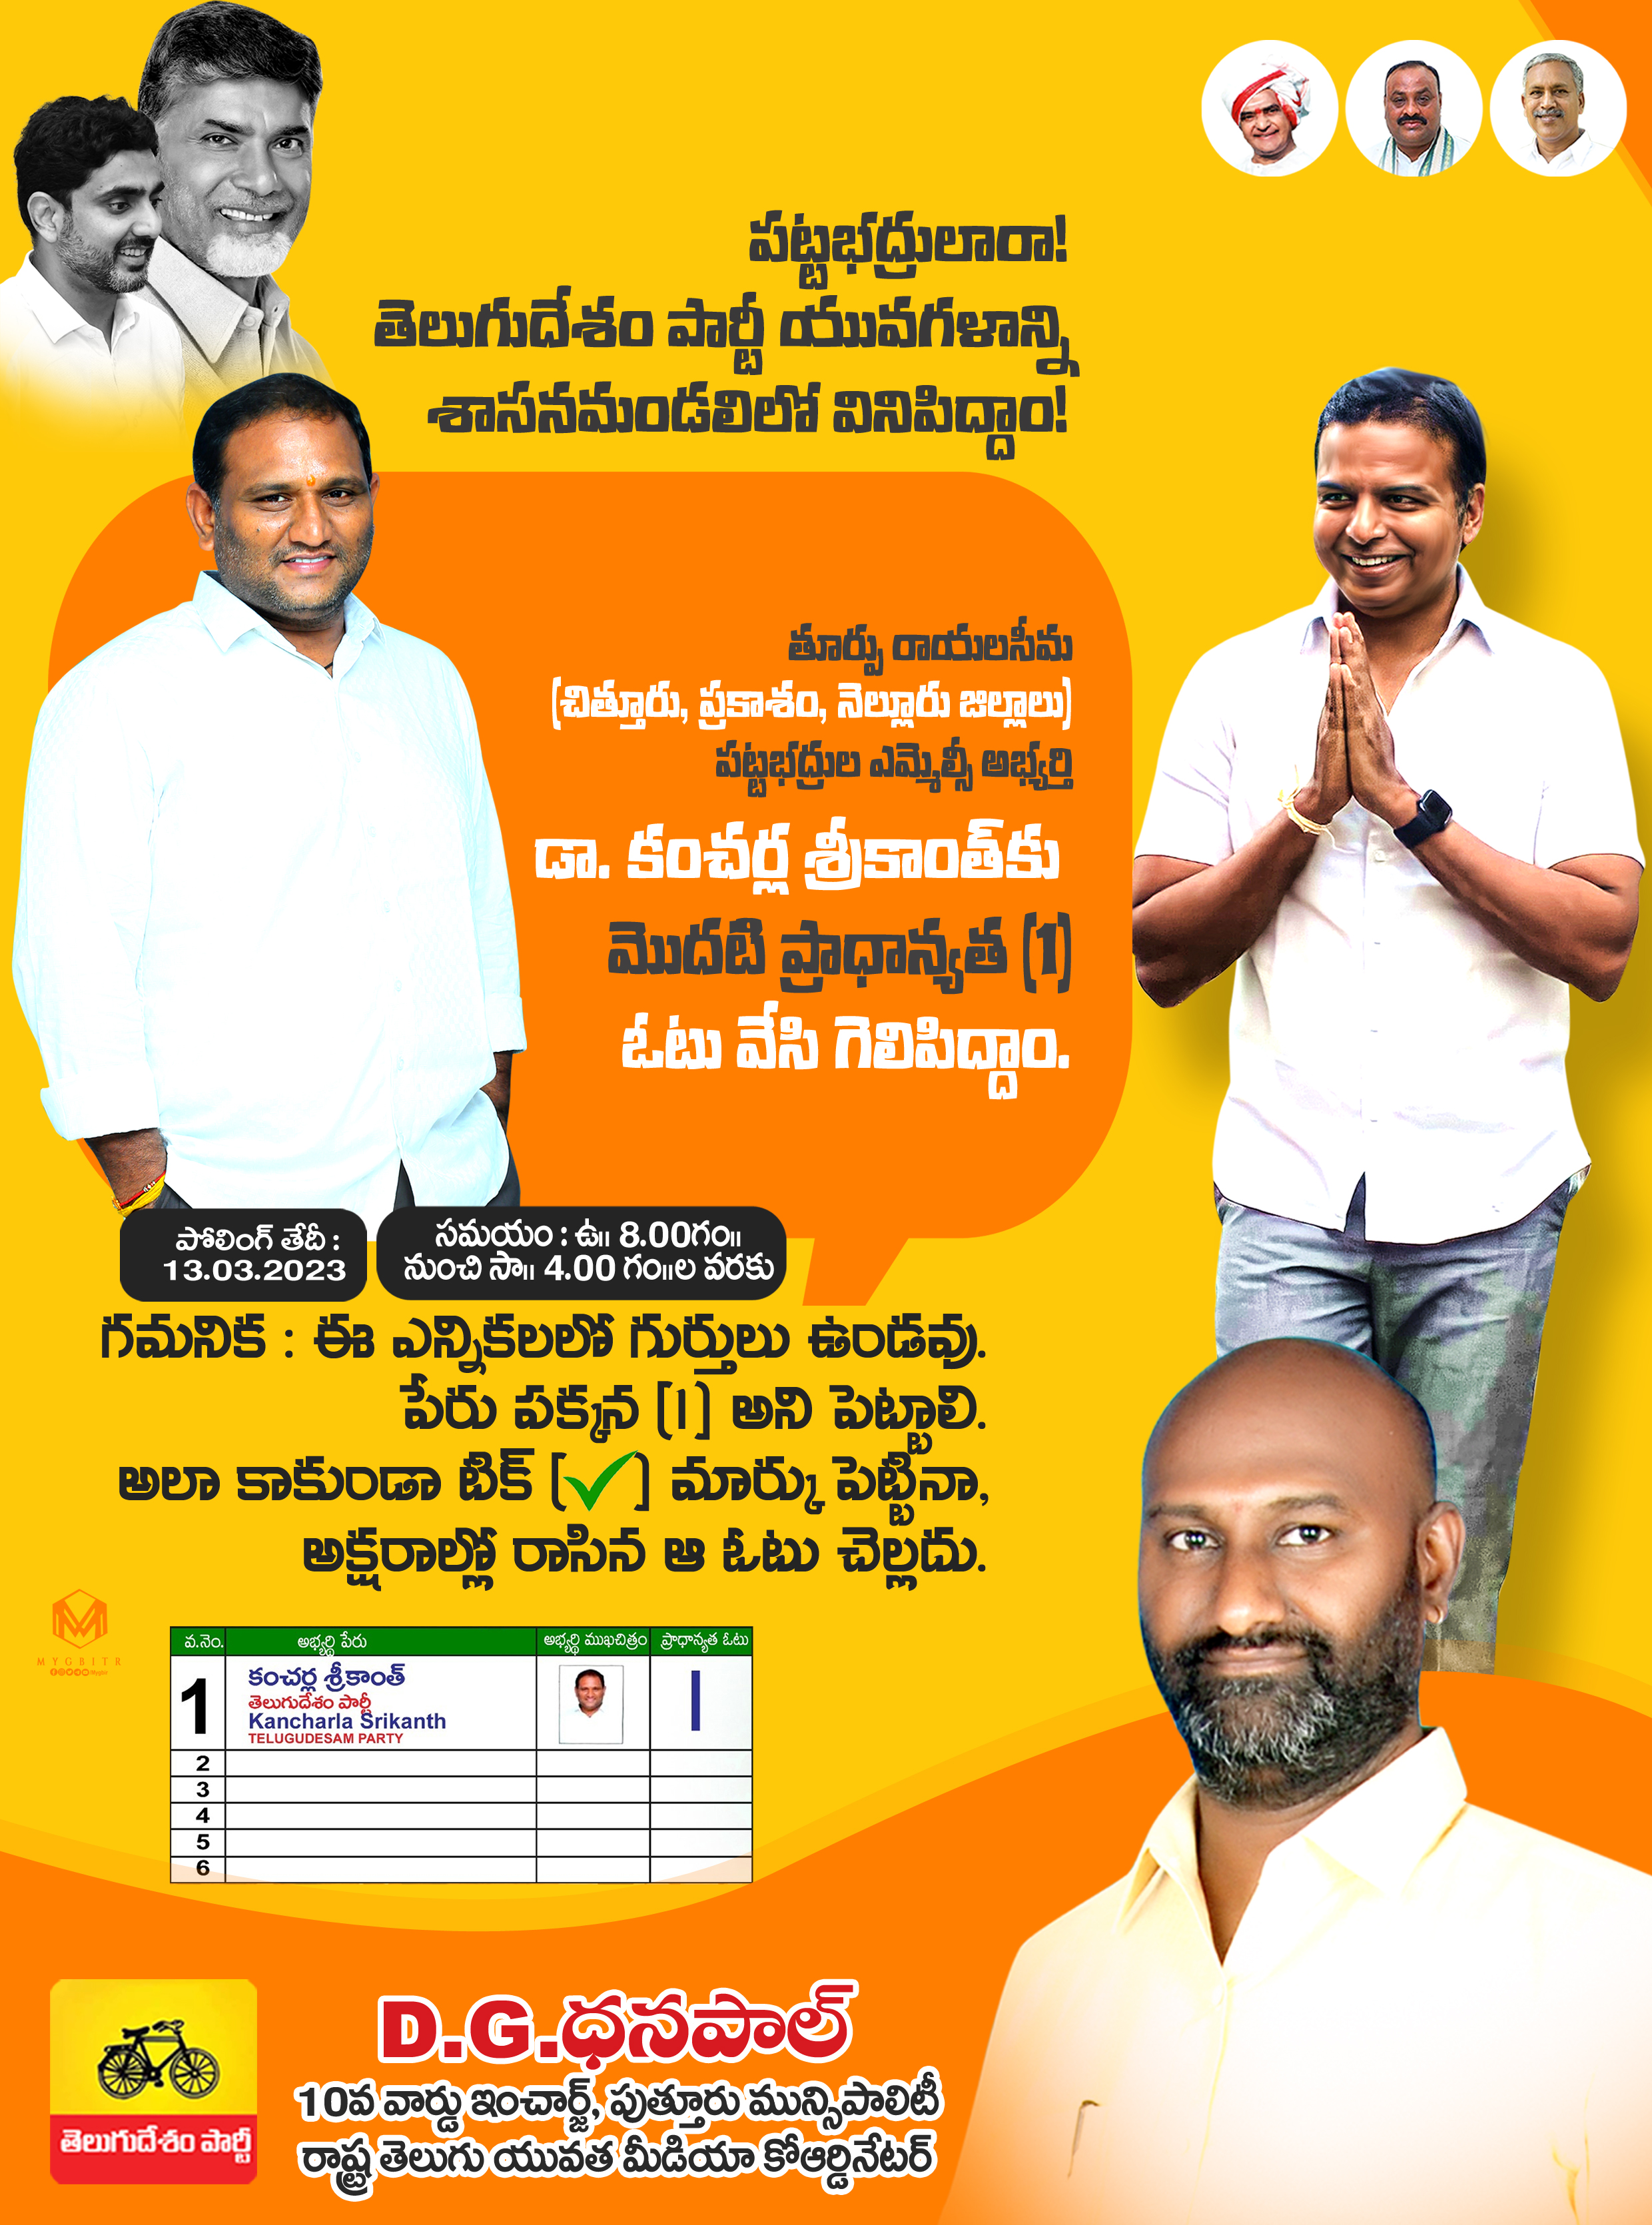 పట్టభద్రులారా!
తెలుగుదేశం పార్టీ యువగళాన్ని
శాసనమండలిలో వినిపిద్దాం!
తూర్పు రాయలసీమ
(చిత్తూరు, ప్రకాశం, నెల్లూరు జిల్లాలు)
పట్టభద్రుల ఎమ్మెల్సీ అభ్యర్తి
డా. కంచర్ల శ్రీకాంత్‌కు
మొదటి ప్రాధాన్యత (1)
ఓటు వేసి గెలిపిద్దాం.
పోలింగ్ తేదీ :
13.03.2023
సమయం : ఉ॥ 8.00గం॥
నుంచి సా॥ 4.00 గం॥ల వరకు
గమనిక : ఈ ఎన్నికలలో గుర్తులు ఉండవు.
పేరు పక్కన (1) అని పెట్టాలి.
అలా కాకుండా టిక్ (✓) మార్కు పెట్టినా,
అక్షరాల్లో రాసిన ఆ ఓటు చెల్లదు.
MYGBITR
వ.నెం. అభ్యర్థి పేరు అభ్యర్థి ముఖచిత్రం ప్రాధాన్యత ఓటు
1 కంచర్ల శ్రీకాంత్ I
తెలుగుదేశం పార్టీ
Kancharla Srikanth
TELUGUDESAM PARTY
2
3
4
5
6
D.G.ధనపాల్
10వ వార్డు ఇంచార్జ్, పుత్తూరు మున్సిపాలిటీ
రాష్ట్ర తెలుగు యువత మీడియా కోఆర్డినేటర్
తెలుగుదేశం పార్టీ